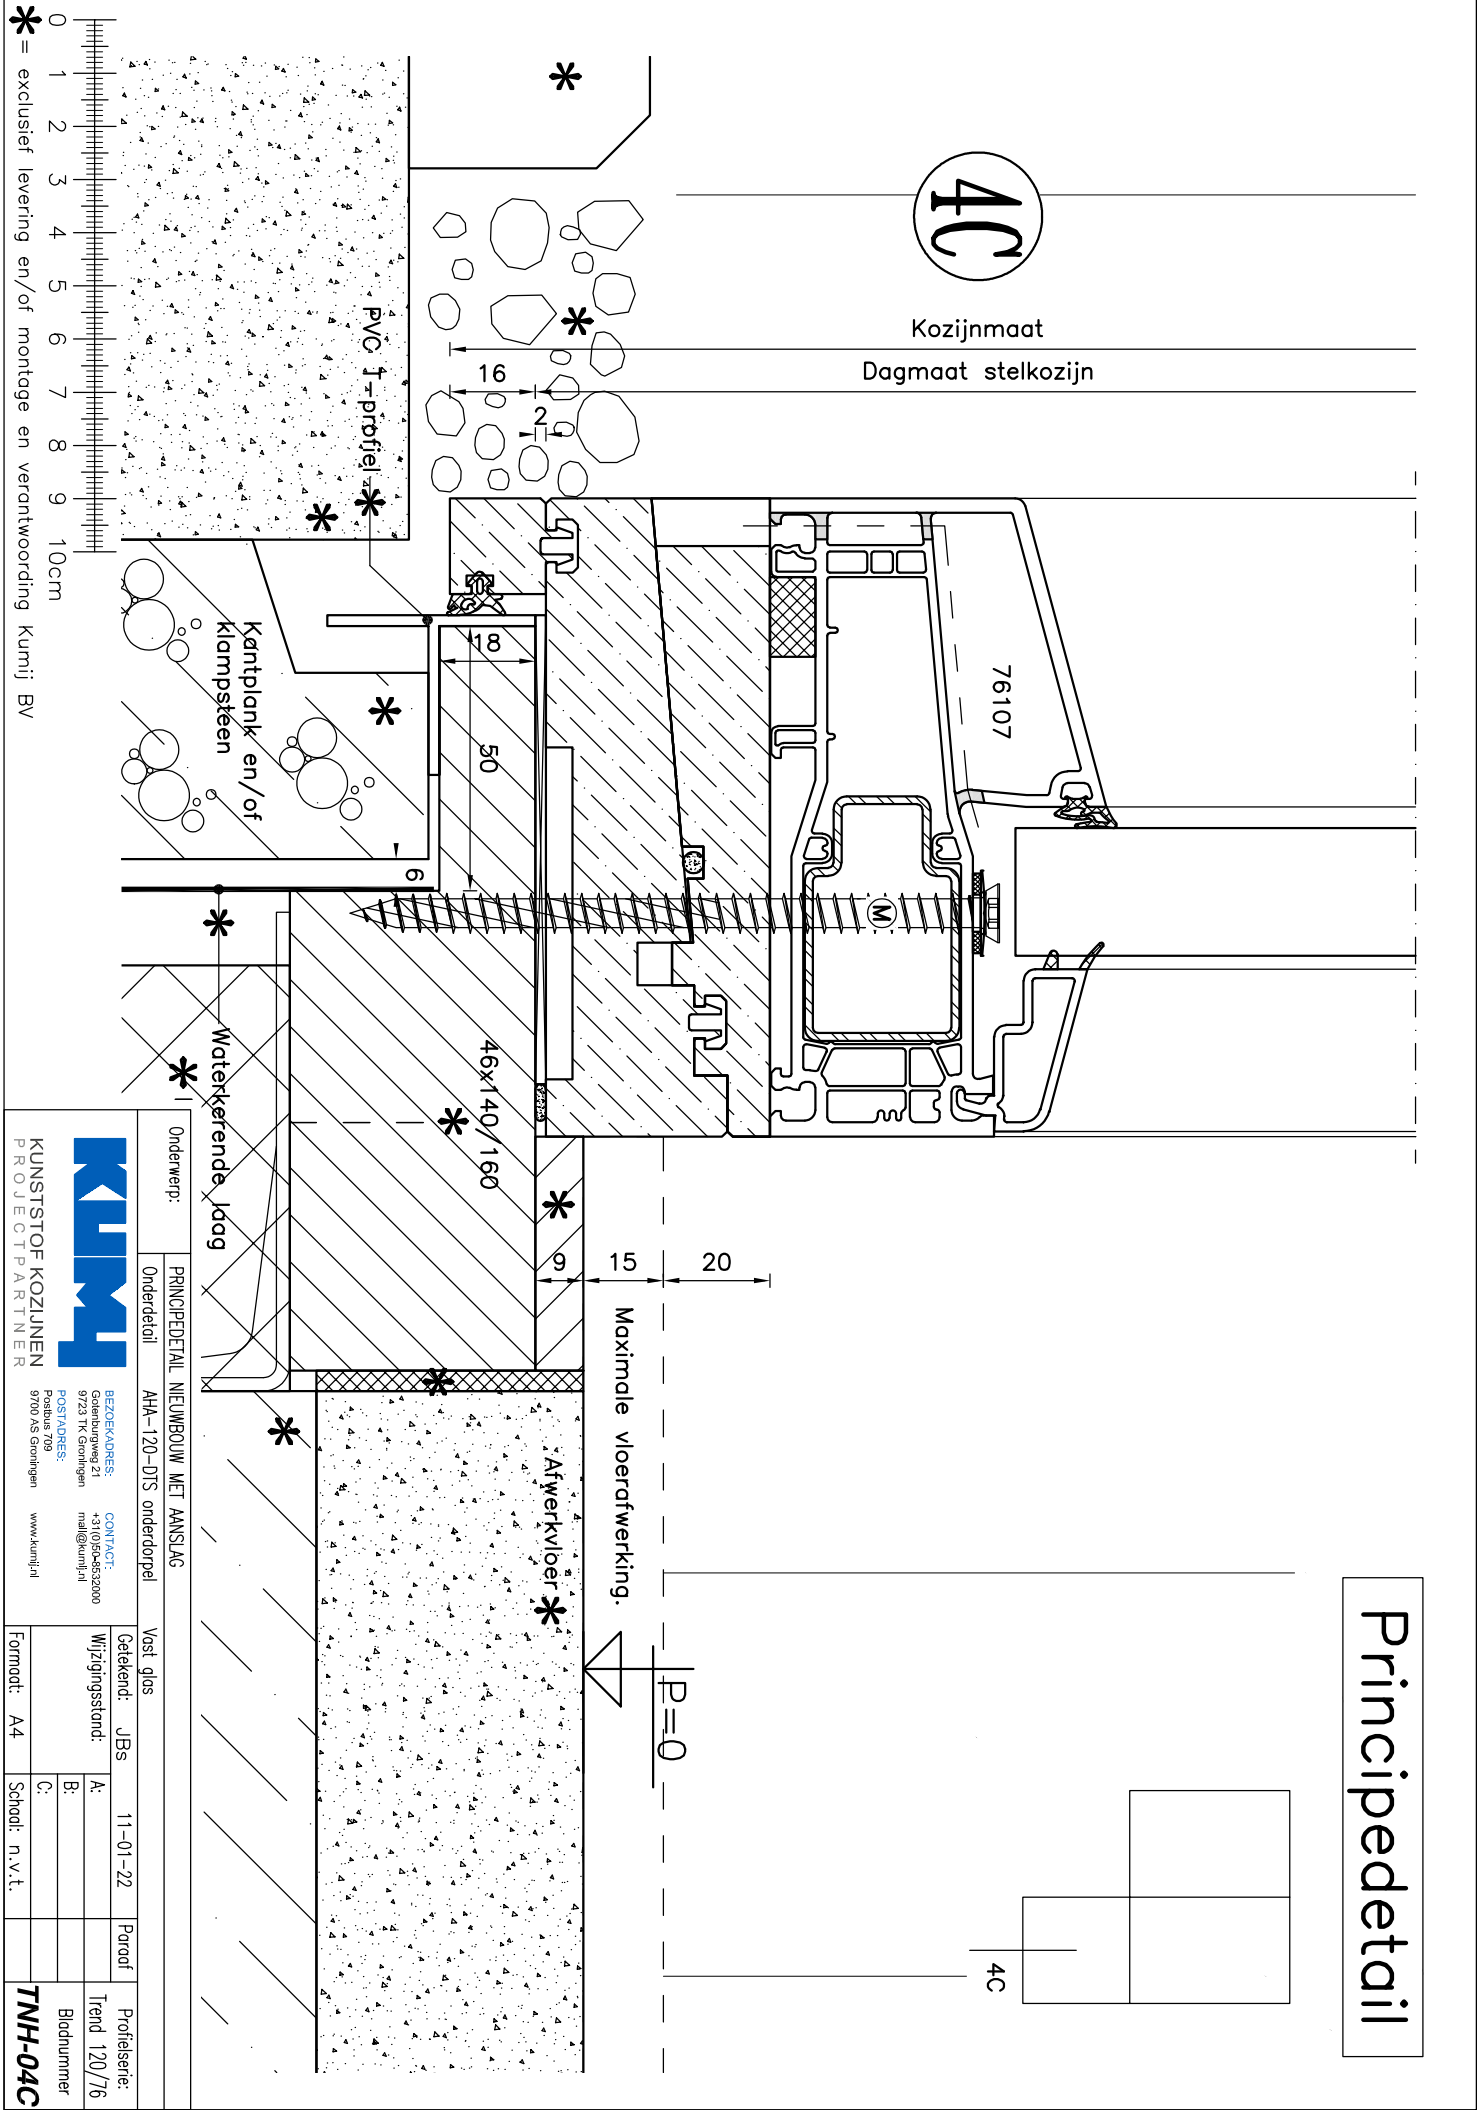 Principedetail
4C
4C
Kozijnmaat
Dagmaat stelkozijn
16
2
76107
M
18
50
6
46x140/160
9
15
20
P=0
Maximale vloerafwerking.
Afwerkvloer *
PVC T-profiel
Kantplank en/of
klampsteen
Waterkerende laag
0 1 2 3 4 5 6 7 8 9 10cm
* = exclusief levering en/of montage en verantwoording Kumij BV
Onderwerp:
PRINCIPEDETAIL NIEUWBOUW MET AANSLAG
Onderdetail AHA-120-DTS onderdorpel Vast glas
KUMIJ
KUNSTSTOF KOZIJNEN
PROJECTPARTNER
BEZOEKADRES:
Gotenburgweg 21
9723 TK Groningen
POSTADRES:
Postbus 709
9700 AS Groningen
CONTACT:
+31(0)50-8532000
mail@kumij.nl
www.kumij.nl
Getekend: JBs 11-01-22 Paraaf
Wijzigingsstand: A:
B:
C:
Formaat: A4 Schaal: n.v.t.
Profielserie:
Trend 120/76
Bladnummer
TNH-04C